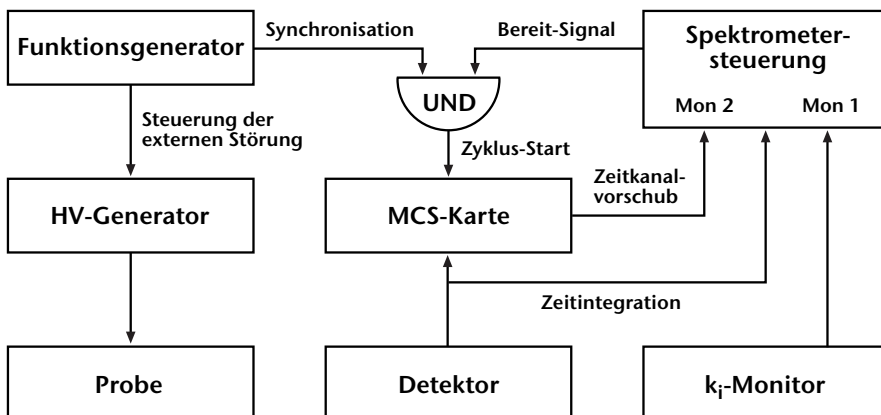 Funktionsgenerator
Synchronisation
Bereit-Signal
Spektrometer-
steuerung
Mon 2
Mon 1
UND
Steuerung der
externen Störung
Zyklus-Start
Zeitkanal-
vorschub
HV-Generator
MCS-Karte
Zeitintegration
Probe
Detektor
ki-Monitor